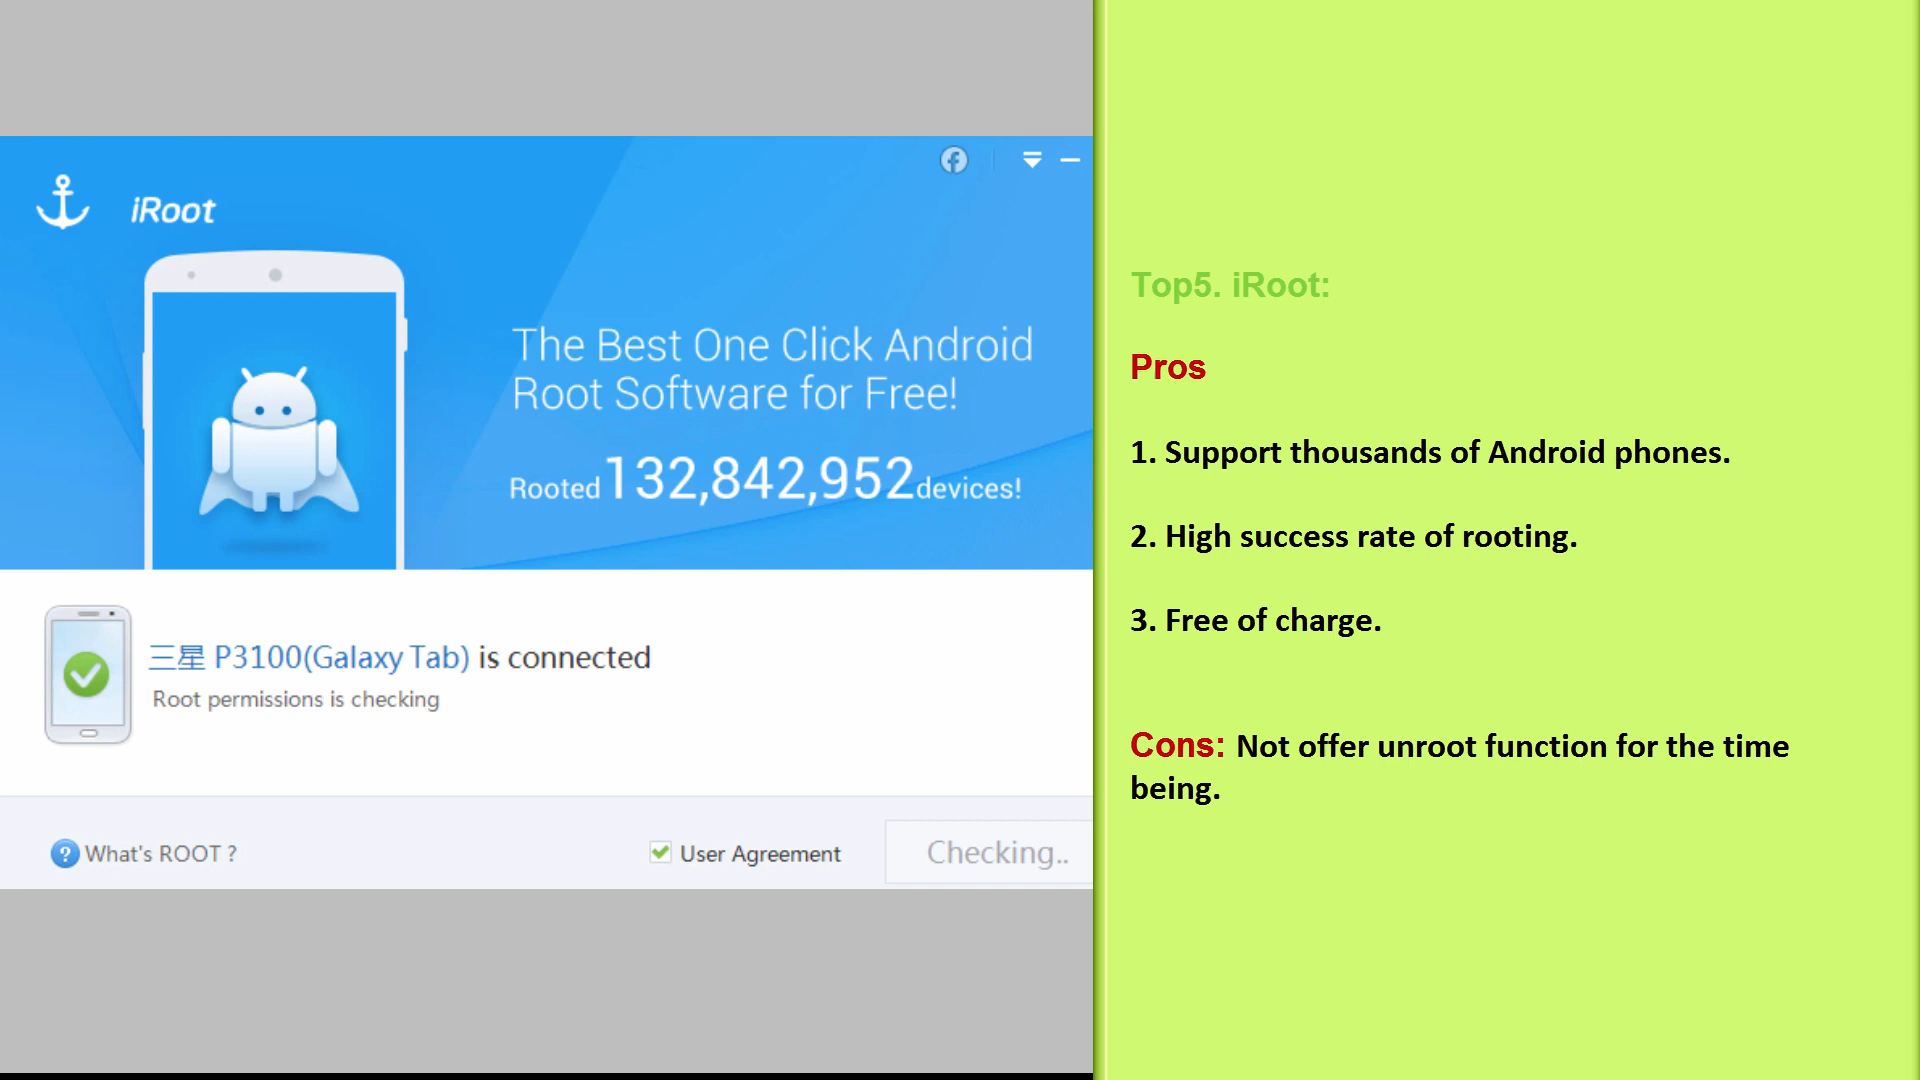 iRoot
The Best One Click Android
Root Software for Free!
Rooted 132,842,952 devices!
三星 P3100(Galaxy Tab) is connected
Root permissions is checking
What's ROOT ?
User Agreement
Checking..
Top5. iRoot:
Pros
1. Support thousands of Android phones.
2. High success rate of rooting.
3. Free of charge.
Cons: Not offer unroot function for the time
being.